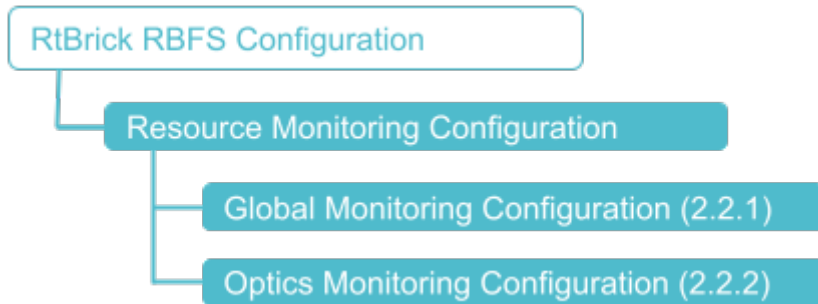 RtBrick RBFS Configuration
Resource Monitoring Configuration
Global Monitoring Configuration (2.2.1)
Optics Monitoring Configuration (2.2.2)